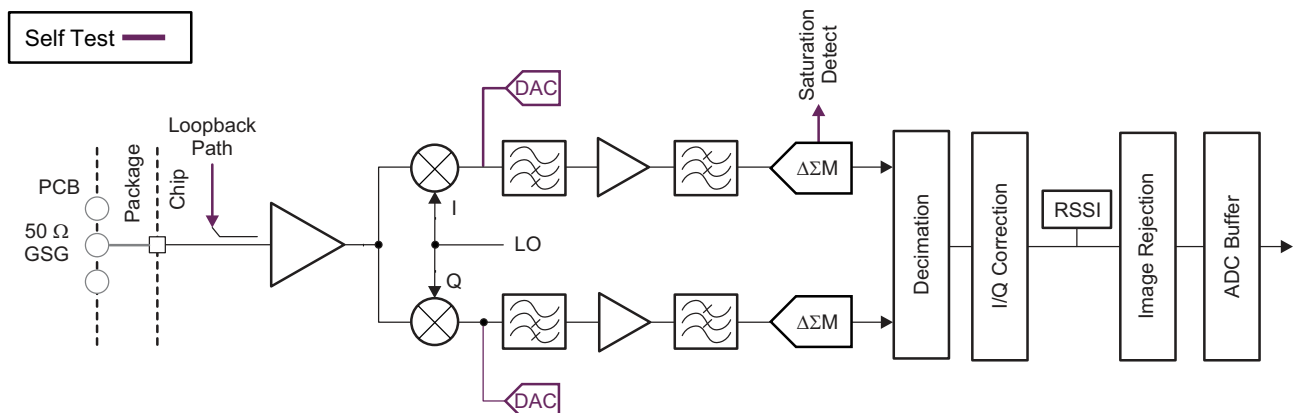 Self Test
DAC
Saturation
Detect
Loopback
Path
PCB
50 Ω
GSG
Package
Chip
I
LO
Q
ΔΣM
ΔΣM
DAC
Decimation
I/Q Correction
RSSI
Image Rejection
ADC Buffer